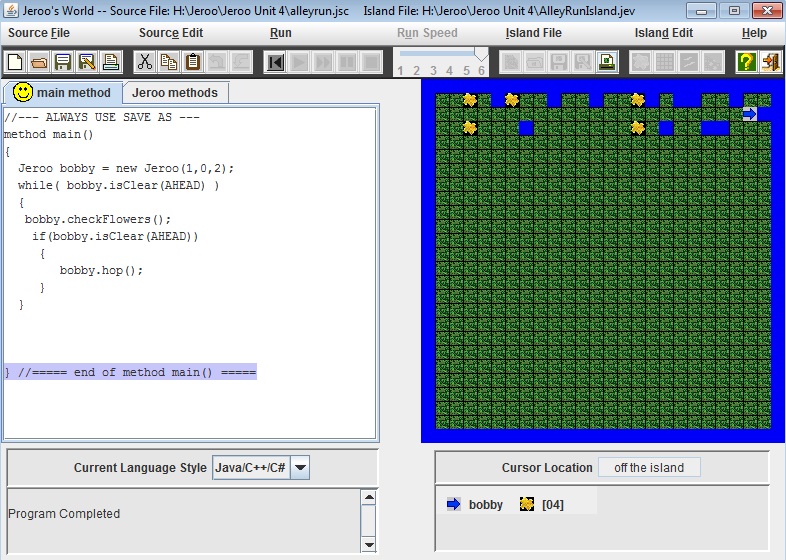 Jeroo's World -- Source File: H:\Jeroo\Jeroo Unit 4\alleyrun.jsc     Island File: H:\Jeroo\Jeroo Unit 4\AlleyRunIsland.jev
Source File Source Edit Run Run Speed Island File Island Edit Help
1 2 3 4 5 6
main method Jeroo methods
//--- ALWAYS USE SAVE AS ---
method main()
{
  Jeroo bobby = new Jeroo(1,0,2);
  while( bobby.isClear(AHEAD) )
  {
   bobby.checkFlowers();
    if(bobby.isClear(AHEAD))
     {
        bobby.hop();
     }
  }
} //===== end of method main() =====
Current Language Style Java/C++/C#
Program Completed
Cursor Location off the island
bobby [04]